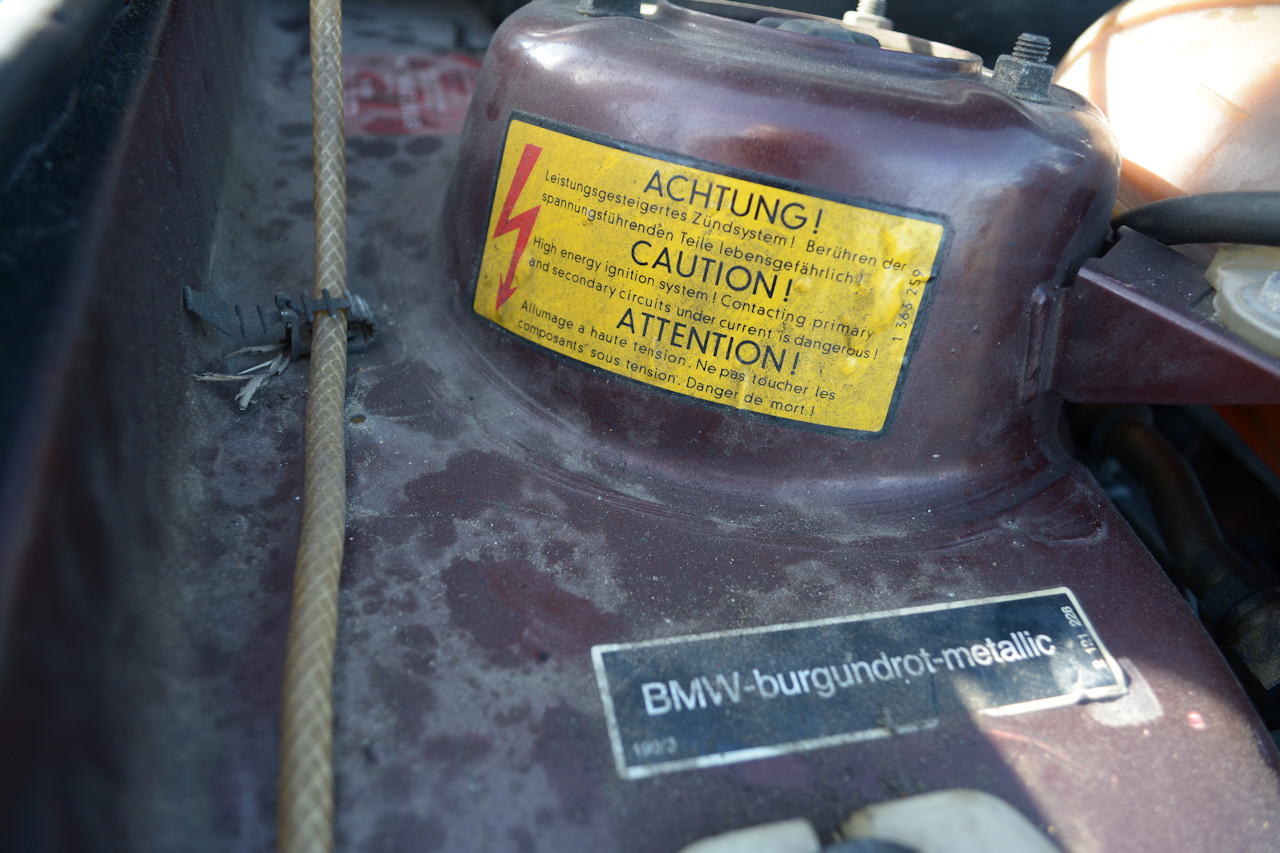 ACHTUNG!
Leistungsgesteigertes Zündsystem! Berühren der
spannungsführenden Teile lebensgefährlich!
CAUTION!
High energy ignition system! Contacting primary
and secondary circuits under current is dangerous!
ATTENTION!
Allumage a haute tension. Ne pas toucher les
composants sous tension. Danger de mort!
1 363 259
BMW-burgundrot-metallic
199/3